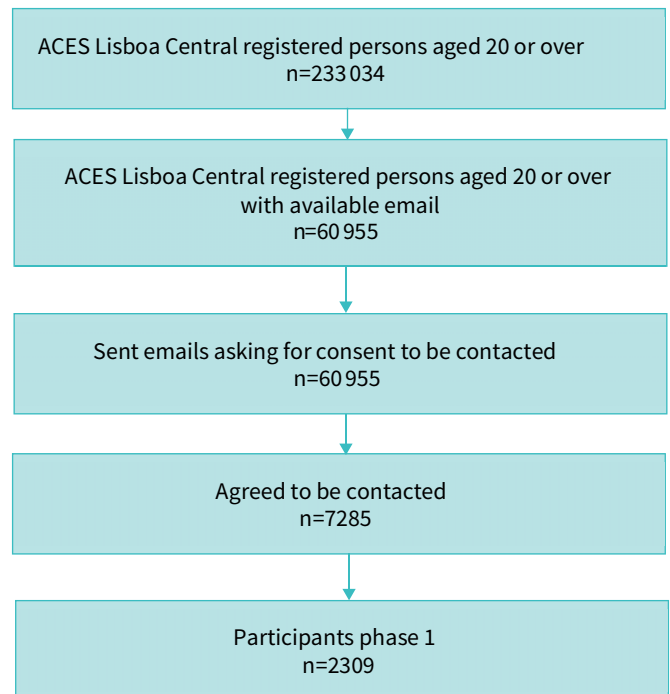 ACES Lisboa Central registered persons aged 20 or over
n=233 034
ACES Lisboa Central registered persons aged 20 or over
with available email
n=60 955
Sent emails asking for consent to be contacted
n=60 955
Agreed to be contacted
n=7285
Participants phase 1
n=2309